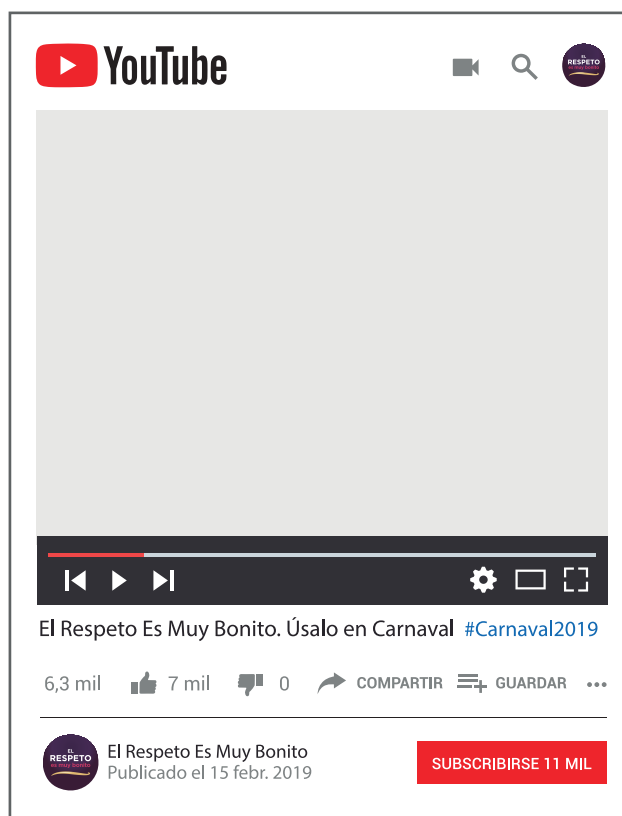 YouTube
EL
RESPETO
es muy bonito
El Respeto Es Muy Bonito. Úsalo en Carnaval #Carnaval2019
6,3 mil 7 mil 0 COMPARTIR GUARDAR
EL
RESPETO
es muy bonito
El Respeto Es Muy Bonito
Publicado el 15 febr. 2019
SUBSCRIBIRSE 11 MIL